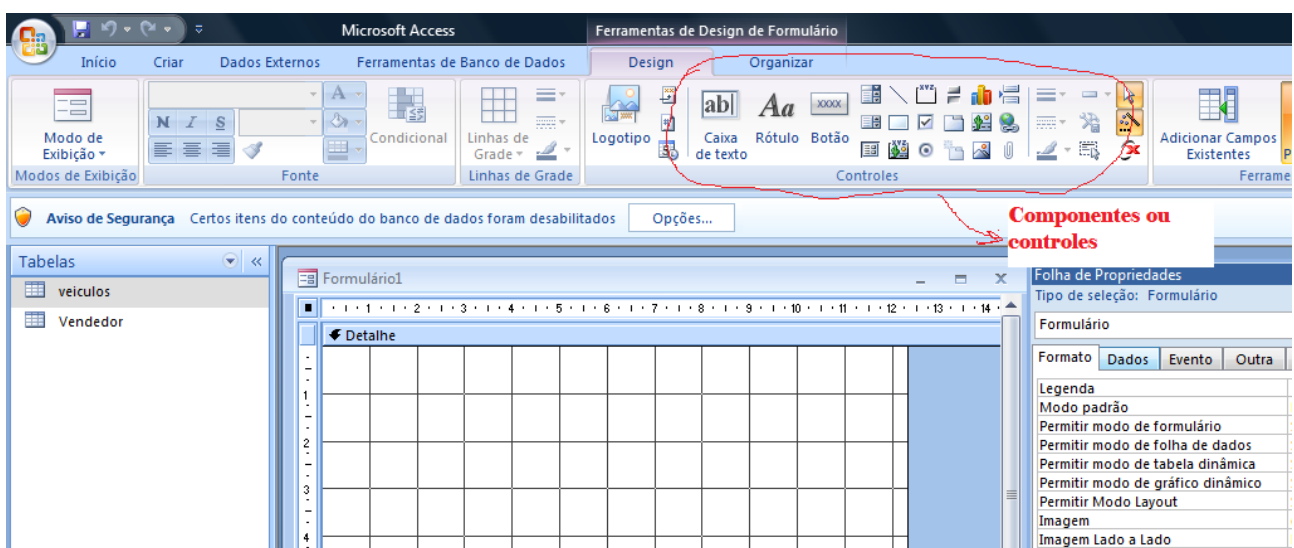 Microsoft Access
Ferramentas de Design de Formulário
Início Criar Dados Externos Ferramentas de Banco de Dados Design Organizar
N I S
A
ab| Aa xxxx
XYZ
Modo de Exibição
Condicional
Linhas de Grade
Logotipo
Caixa de texto
Rótulo
Botão
Adicionar Campos Existentes
P
Modos de Exibição Fonte Linhas de Grade Controles Ferrame
Aviso de Segurança Certos itens do conteúdo do banco de dados foram desabilitados Opções...
Componentes ou
controles
Tabelas
veiculos
Vendedor
Formulário1
1 2 3 4 5 6 7 8 9 10 11 12 13 14
Detalhe
1
2
3
4
Folha de Propriedades
Tipo de seleção: Formulário
Formulário
Formato Dados Evento Outra
Legenda
Modo padrão
Permitir modo de formulário
Permitir modo de folha de dados
Permitir modo de tabela dinâmica
Permitir modo de gráfico dinâmico
Permitir Modo Layout
Imagem
Imagem Lado a Lado